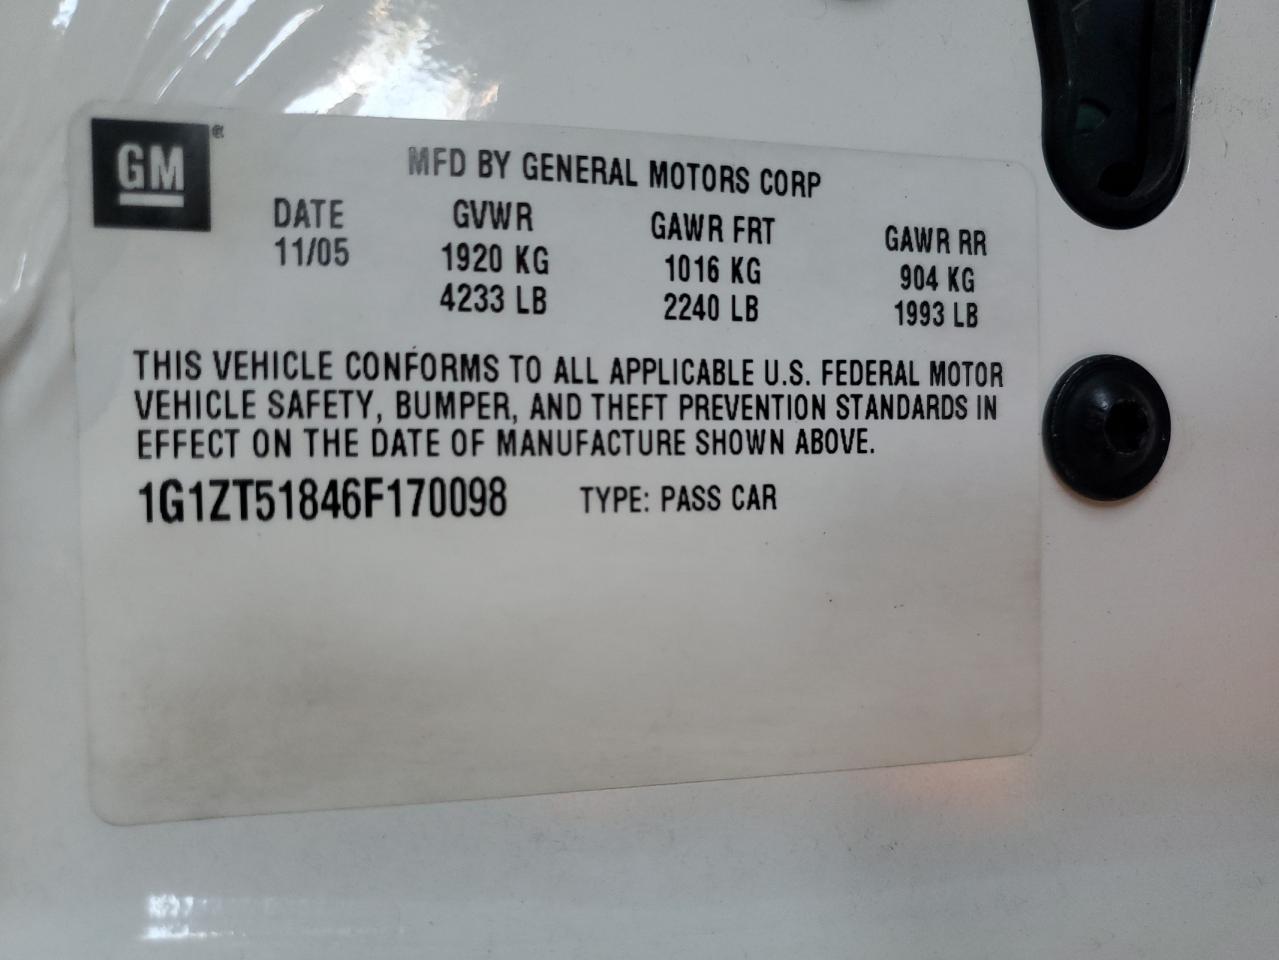 GM®
MFD BY GENERAL MOTORS CORP
DATE GVWR GAWR FRT GAWR RR
11/05 1920 KG 1016 KG 904 KG
4233 LB 2240 LB 1993 LB
THIS VEHICLE CONFORMS TO ALL APPLICABLE U.S. FEDERAL MOTOR
VEHICLE SAFETY, BUMPER, AND THEFT PREVENTION STANDARDS IN
EFFECT ON THE DATE OF MANUFACTURE SHOWN ABOVE.
1G1ZT51846F170098 TYPE: PASS CAR